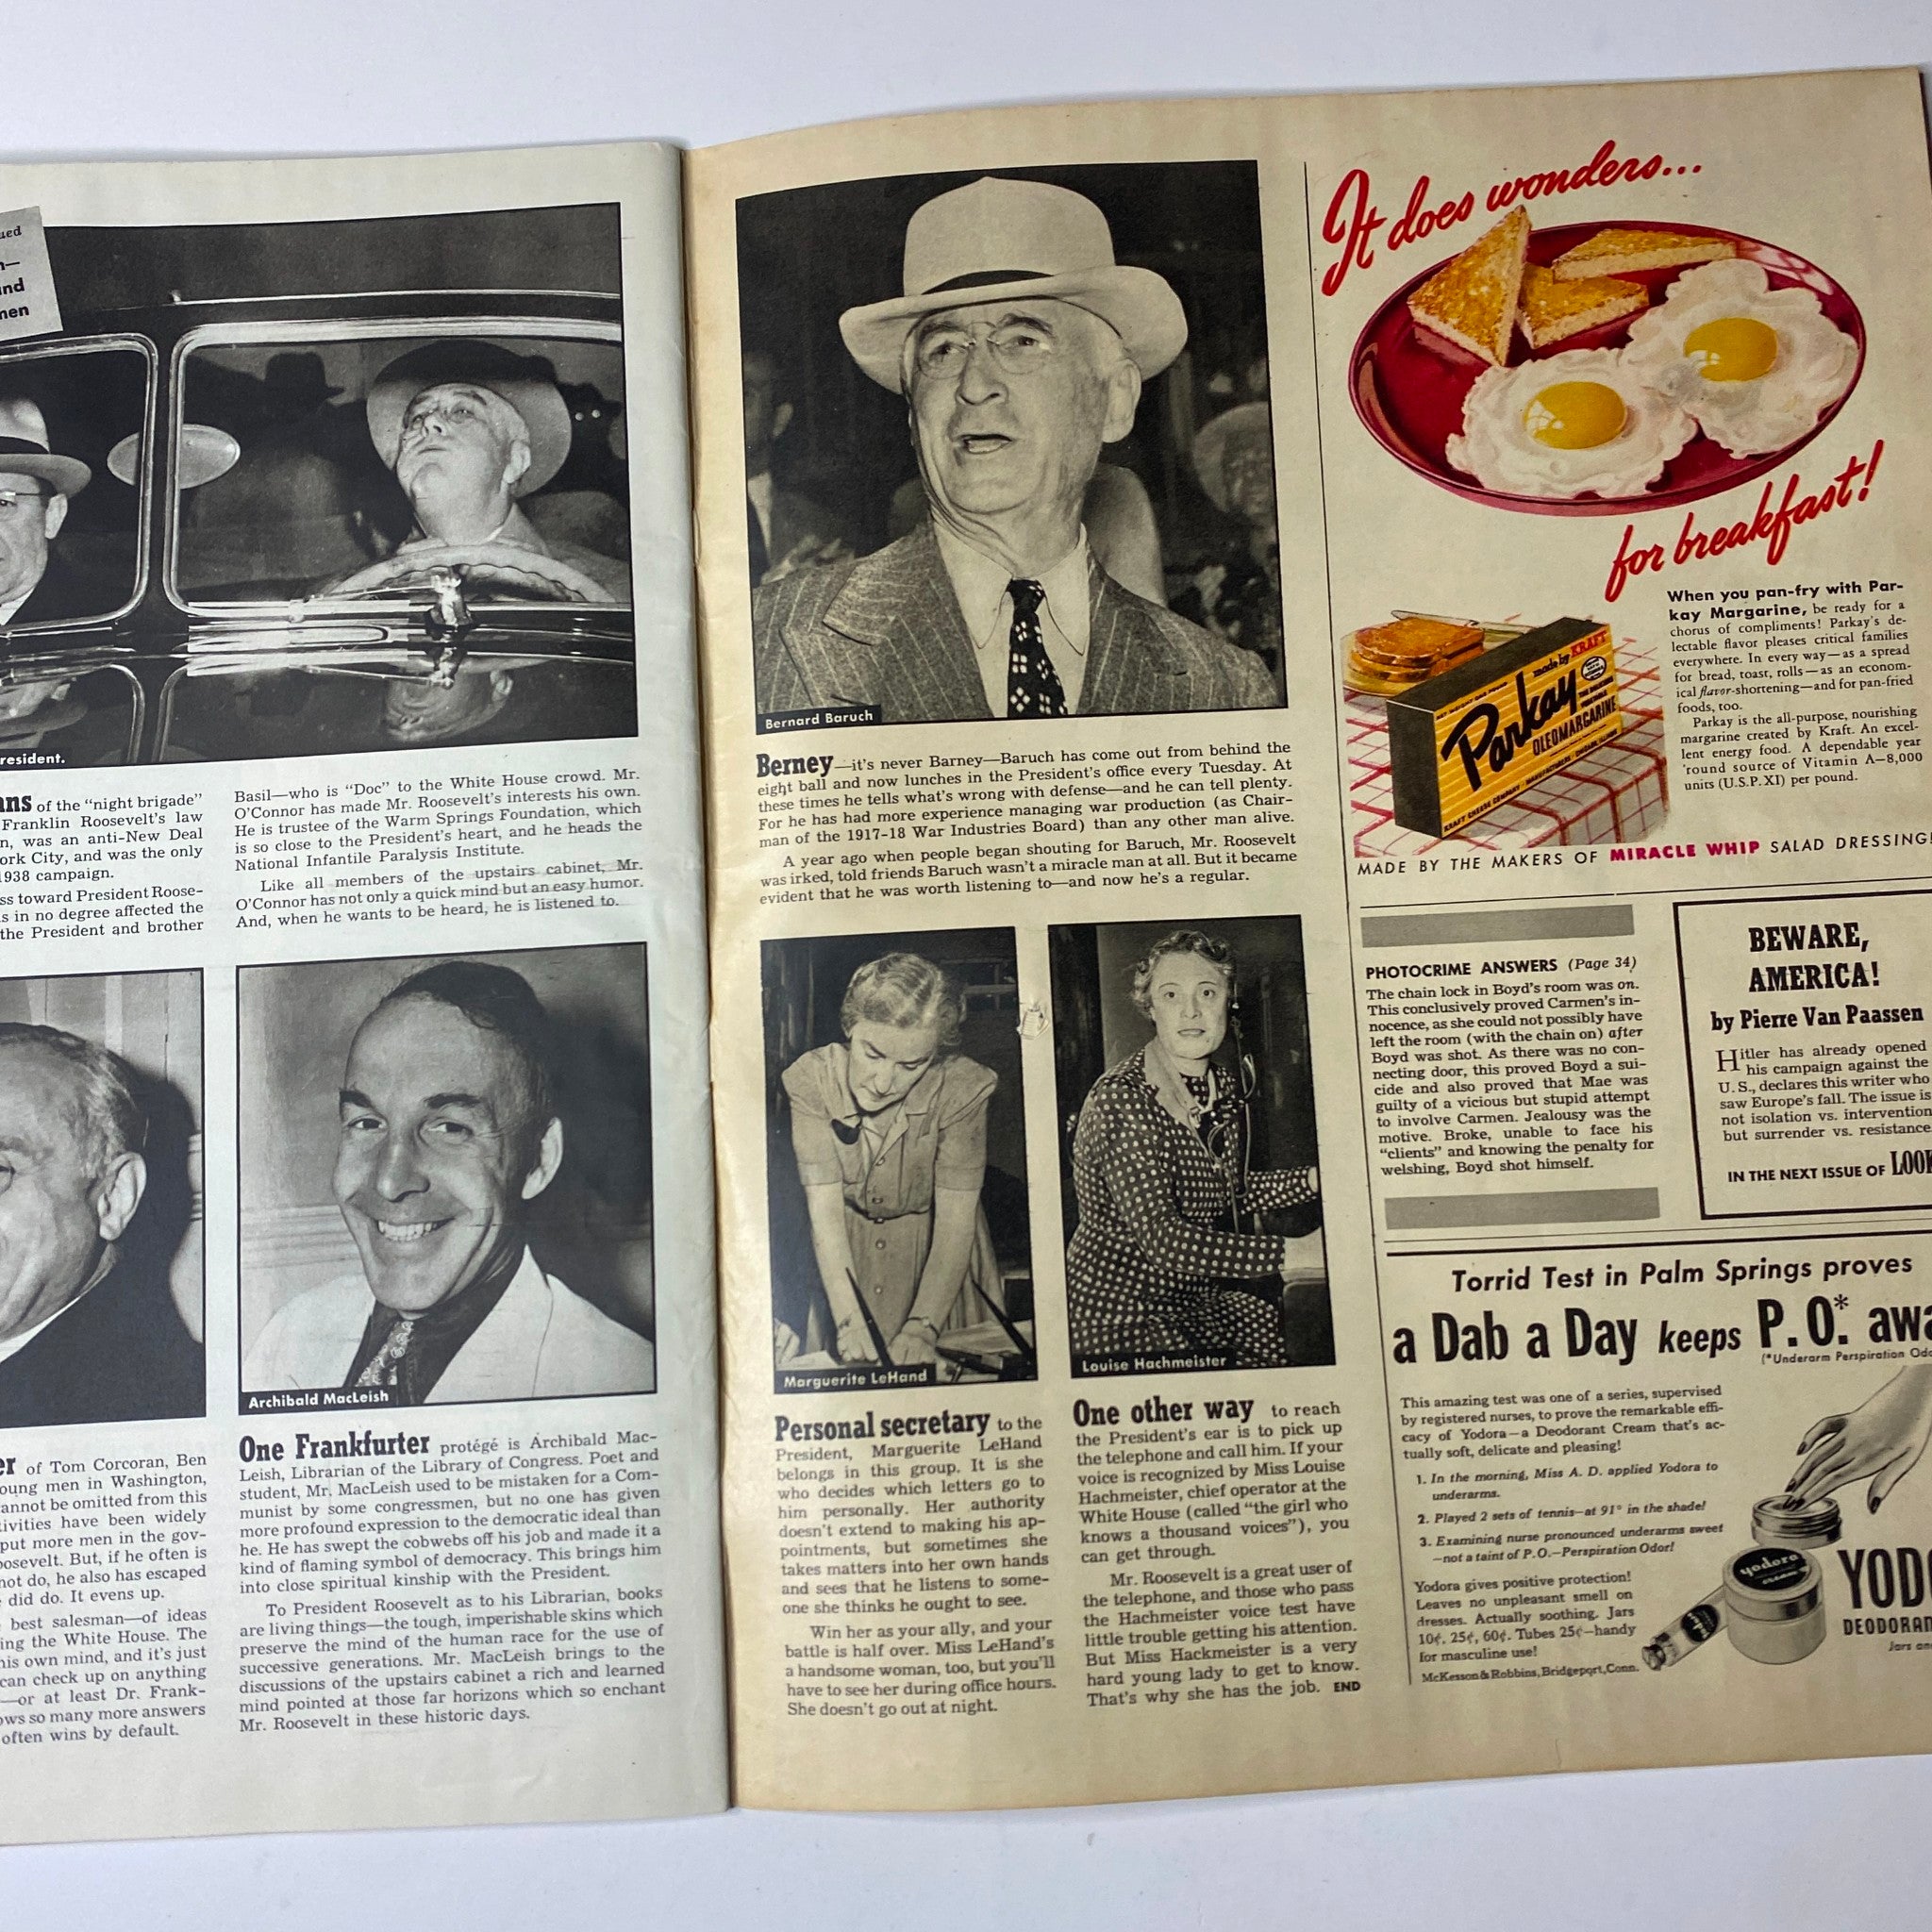 ued
n—
and
men
resident.
ans of the “night brigade”
Franklin Roosevelt's law
n, was an anti-New Deal
ork City, and was the only
1938 campaign.
ss toward President Roose-
s in no degree affected the
the President and brother
Basil—who is “Doc” to the White House crowd. Mr.
O'Connor has made Mr. Roosevelt's interests his own.
He is trustee of the Warm Springs Foundation, which
is so close to the President's heart, and he heads the
National Infantile Paralysis Institute.
Like all members of the upstairs cabinet, Mr.
O'Connor has not only a quick mind but an easy humor.
And, when he wants to be heard, he is listened to.
Archibald MacLeish
er of Tom Corcoran, Ben
oung men in Washington,
annot be omitted from this
tivities have been widely
put more men in the gov-
oosevelt. But, if he often is
not do, he also has escaped
did do. It evens up.
best salesman—of ideas
ing the White House. The
his own mind, and it's just
can check up on anything
—or at least Dr. Frank-
ows so many more answers
often wins by default.
One Frankfurter protégé is Archibald Mac-
Leish, Librarian of the Library of Congress. Poet and
student, Mr. MacLeish used to be mistaken for a Com-
munist by some congressmen, but no one has given
more profound expression to the democratic ideal than
he. He has swept the cobwebs off his job and made it a
kind of flaming symbol of democracy. This brings him
into close spiritual kinship with the President.
To President Roosevelt as to his Librarian, books
are living things—the tough, imperishable skins which
preserve the mind of the human race for the use of
successive generations. Mr. MacLeish brings to the
discussions of the upstairs cabinet a rich and learned
mind pointed at those far horizons which so enchant
Mr. Roosevelt in these historic days.
Bernard Baruch
Berney—it's never Barney—Baruch has come out from behind the
eight ball and now lunches in the President's office every Tuesday. At
these times he tells what's wrong with defense—and he can tell plenty.
For he has had more experience managing war production (as Chair-
man of the 1917-18 War Industries Board) than any other man alive.
A year ago when people began shouting for Baruch, Mr. Roosevelt
was irked, told friends Baruch wasn't a miracle man at all. But it became
evident that he was worth listening to—and now he's a regular.
Marguerite LeHand
Louise Hachmeister
Personal secretary to the
President, Marguerite LeHand
belongs in this group. It is she
who decides which letters go to
him personally. Her authority
doesn't extend to making his ap-
pointments, but sometimes she
takes matters into her own hands
and sees that he listens to some-
one she thinks he ought to see.
Win her as your ally, and your
battle is half over. Miss LeHand's
a handsome woman, too, but you'll
have to see her during office hours.
She doesn't go out at night.
One other way to reach
the President's ear is to pick up
the telephone and call him. If your
voice is recognized by Miss Louise
Hachmeister, chief operator at the
White House (called “the girl who
knows a thousand voices”), you
can get through.
Mr. Roosevelt is a great user of
the telephone, and those who pass
the Hachmeister voice test have
little trouble getting his attention.
But Miss Hackmeister is a very
hard young lady to get to know.
That's why she has the job. END
It does wonders...
for breakfast!
When you pan-fry with Par-
kay Margarine, be ready for a
chorus of compliments! Parkay's de-
lectable flavor pleases critical families
everywhere. In every way—as a spread
for bread, toast, rolls—as an econom-
ical flavor-shortening—and for pan-fried
foods, too.
Parkay is the all-purpose, nourishing
margarine created by Kraft. An excel-
lent energy food. A dependable year
'round source of Vitamin A—8,000
units (U.S.P. XI) per pound.
made by KRAFT
Parkay
OLEOMARGARINE
KRAFT CHEESE COMPANY
MADE BY THE MAKERS OF MIRACLE WHIP SALAD DRESSING!
PHOTOCRIME ANSWERS (Page 34)
The chain lock in Boyd's room was on.
This conclusively proved Carmen's in-
nocence, as she could not possibly have
left the room (with the chain on) after
Boyd was shot. As there was no con-
necting door, this proved Boyd a sui-
cide and also proved that Mae was
guilty of a vicious but stupid attempt
to involve Carmen. Jealousy was the
motive. Broke, unable to face his
“clients” and knowing the penalty for
welshing, Boyd shot himself.
BEWARE,
AMERICA!
by Pierre Van Paassen
Hitler has already opened
his campaign against the
U. S., declares this writer who
saw Europe's fall. The issue is
not isolation vs. intervention
but surrender vs. resistance
IN THE NEXT ISSUE OF LOOK
Torrid Test in Palm Springs proves
a Dab a Day keeps P.O.* awa
(*Underarm Perspiration Odo
This amazing test was one of a series, supervised
by registered nurses, to prove the remarkable effi-
cacy of Yodora—a Deodorant Cream that's ac-
tually soft, delicate and pleasing!
1. In the morning, Miss A. D. applied Yodora to
underarms.
2. Played 2 sets of tennis—at 91° in the shade!
3. Examining nurse pronounced underarms sweet
—not a taint of P.O.—Perspiration Odor!
Yodora gives positive protection!
Leaves no unpleasant smell on
dresses. Actually soothing. Jars
10¢, 25¢, 60¢. Tubes 25¢—handy
for masculine use!
McKesson & Robbins, Bridgeport, Conn.
yodora
cream
YODO
DEODORAN
Jars an